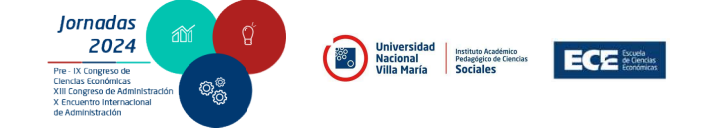 Jornadas
2024
Pre - IX Congreso de
Ciencias Económicas
XIII Congreso de Administración
X Encuentro Internacional
de Administración
Universidad
Nacional
Villa María
Instituto Académico
Pedagógico de Ciencias
Sociales
ECE
Escuela
de Ciencias
Económicas